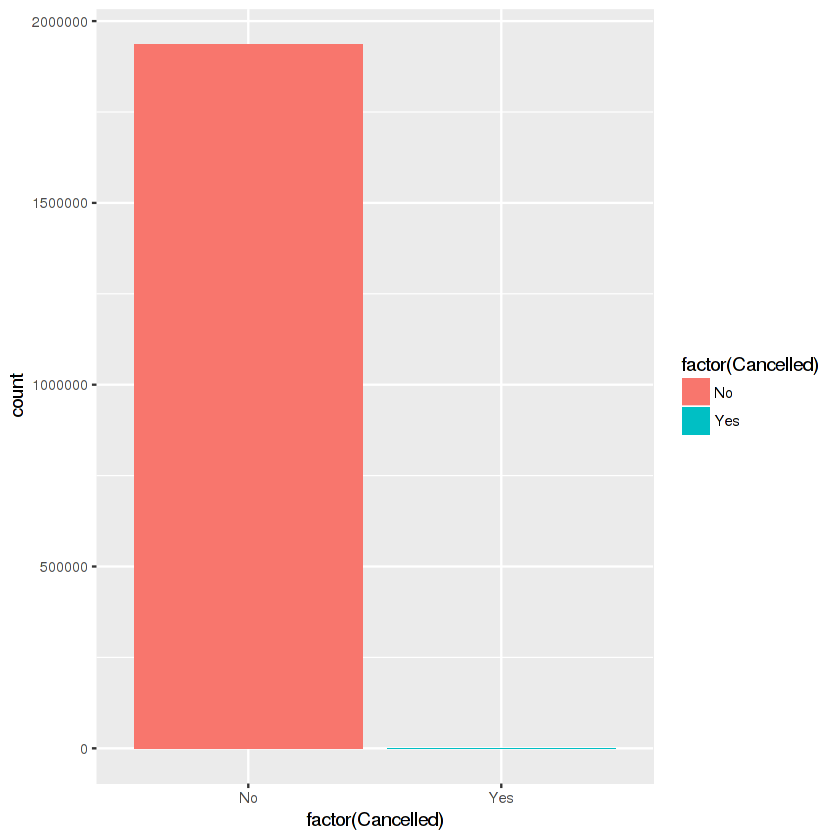 2000000
1500000
1000000
500000
0
count
No
Yes
factor(Cancelled)
factor(Cancelled)
No
Yes